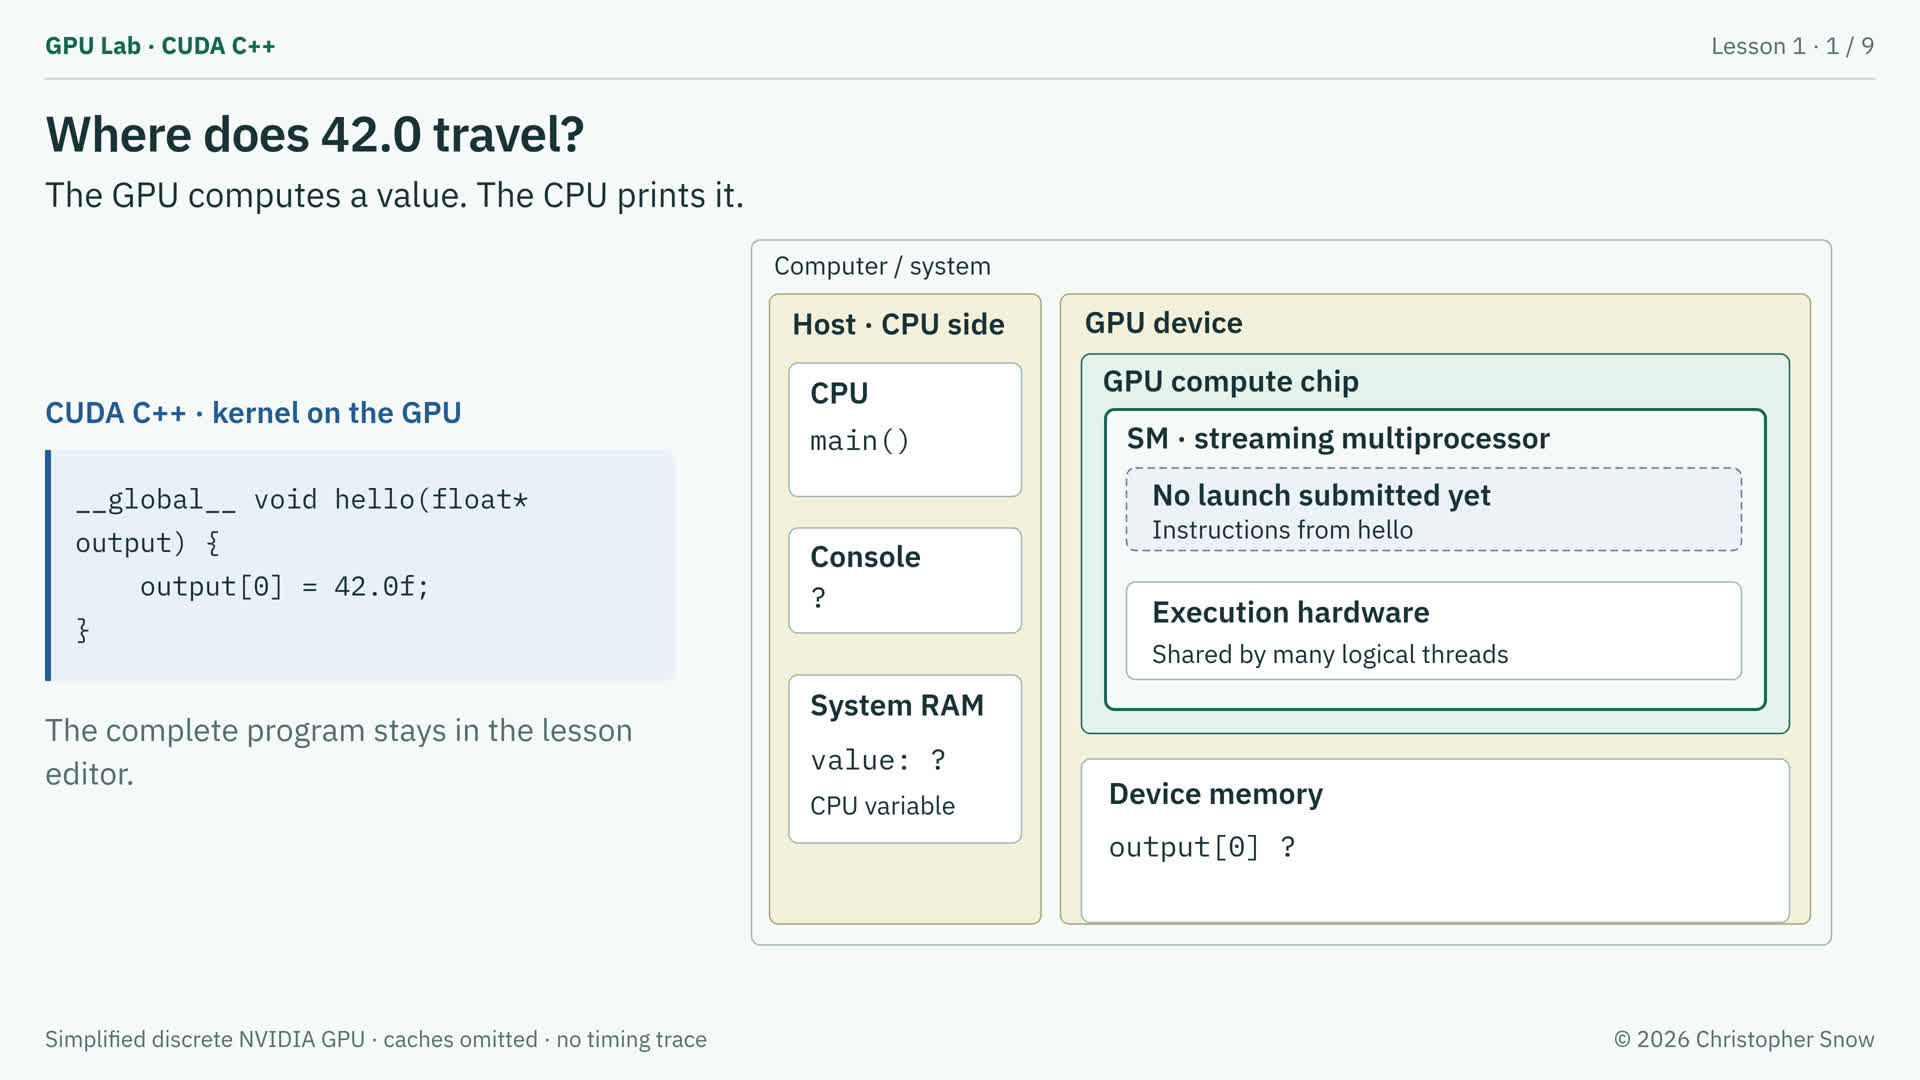 GPU Lab · CUDA C++
Lesson 1 · 1 / 9
Where does 42.0 travel?
The GPU computes a value. The CPU prints it.
CUDA C++ · kernel on the GPU
__global__ void hello(float*
output) {
    output[0] = 42.0f;
}
The complete program stays in the lesson
editor.
Computer / system
Host · CPU side
CPU
main()
Console
?
System RAM
value: ?
CPU variable
GPU device
GPU compute chip
SM · streaming multiprocessor
No launch submitted yet
Instructions from hello
Execution hardware
Shared by many logical threads
Device memory
output[0] ?
Simplified discrete NVIDIA GPU · caches omitted · no timing trace
© 2026 Christopher Snow